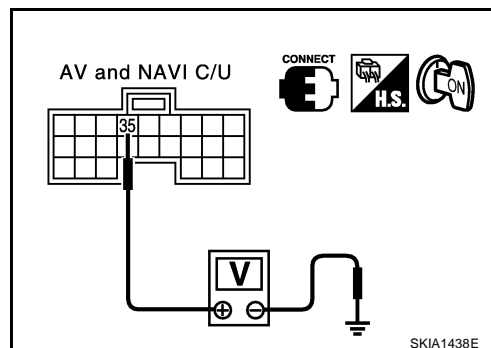 CONNECT
AV and NAVI C/U
H.S.
ON
35
V
+ −
SKIA1438E